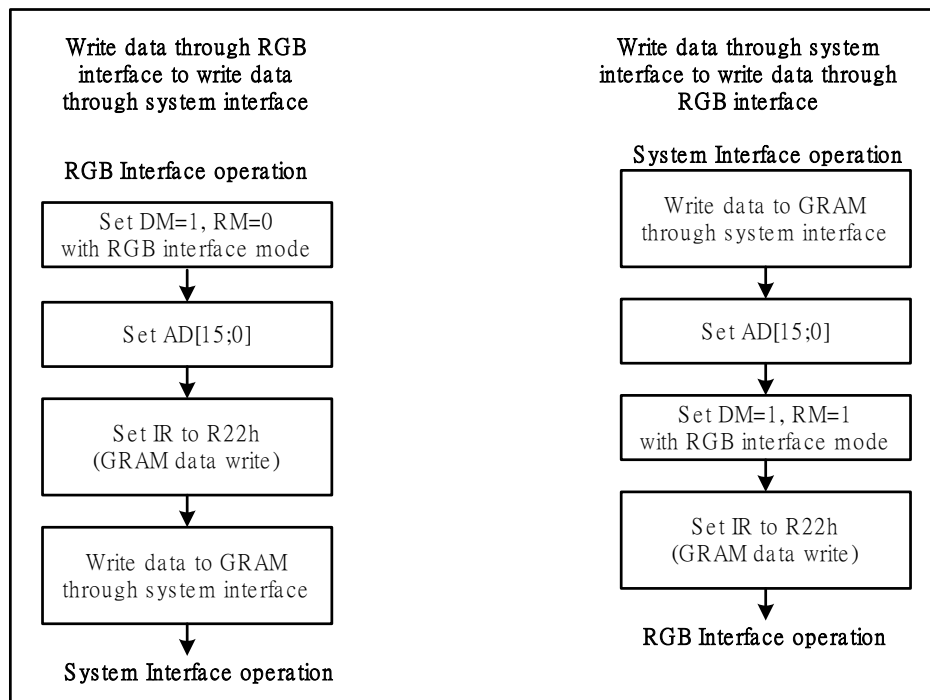 Write data through RGB
interface to write data
through system interface
RGB Interface operation
Set DM=1, RM=0
with RGB interface mode
Set AD[15;0]
Set IR to R22h
(GRAM data write)
Write data to GRAM
through system interface
System Interface operation
Write data through system
interface to write data through
RGB interface
System Interface operation
Write data to GRAM
through system interface
Set AD[15;0]
Set DM=1, RM=1
with RGB interface mode
Set IR to R22h
(GRAM data write)
RGB Interface operation